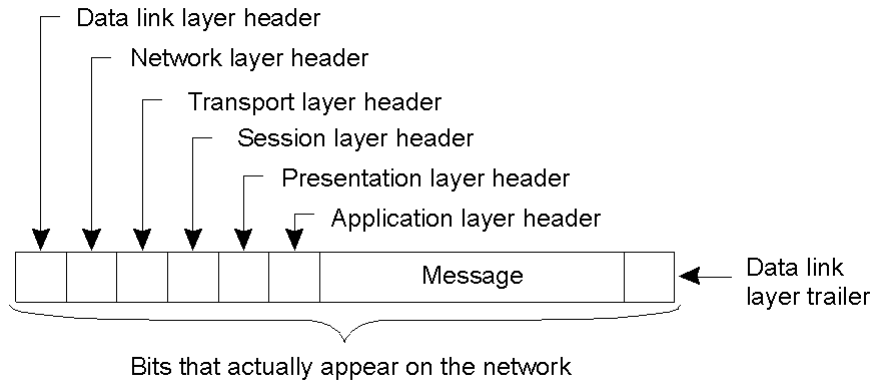 Data link layer header
Network layer header
Transport layer header
Session layer header
Presentation layer header
Application layer header
Message
Data link
layer trailer
Bits that actually appear on the network